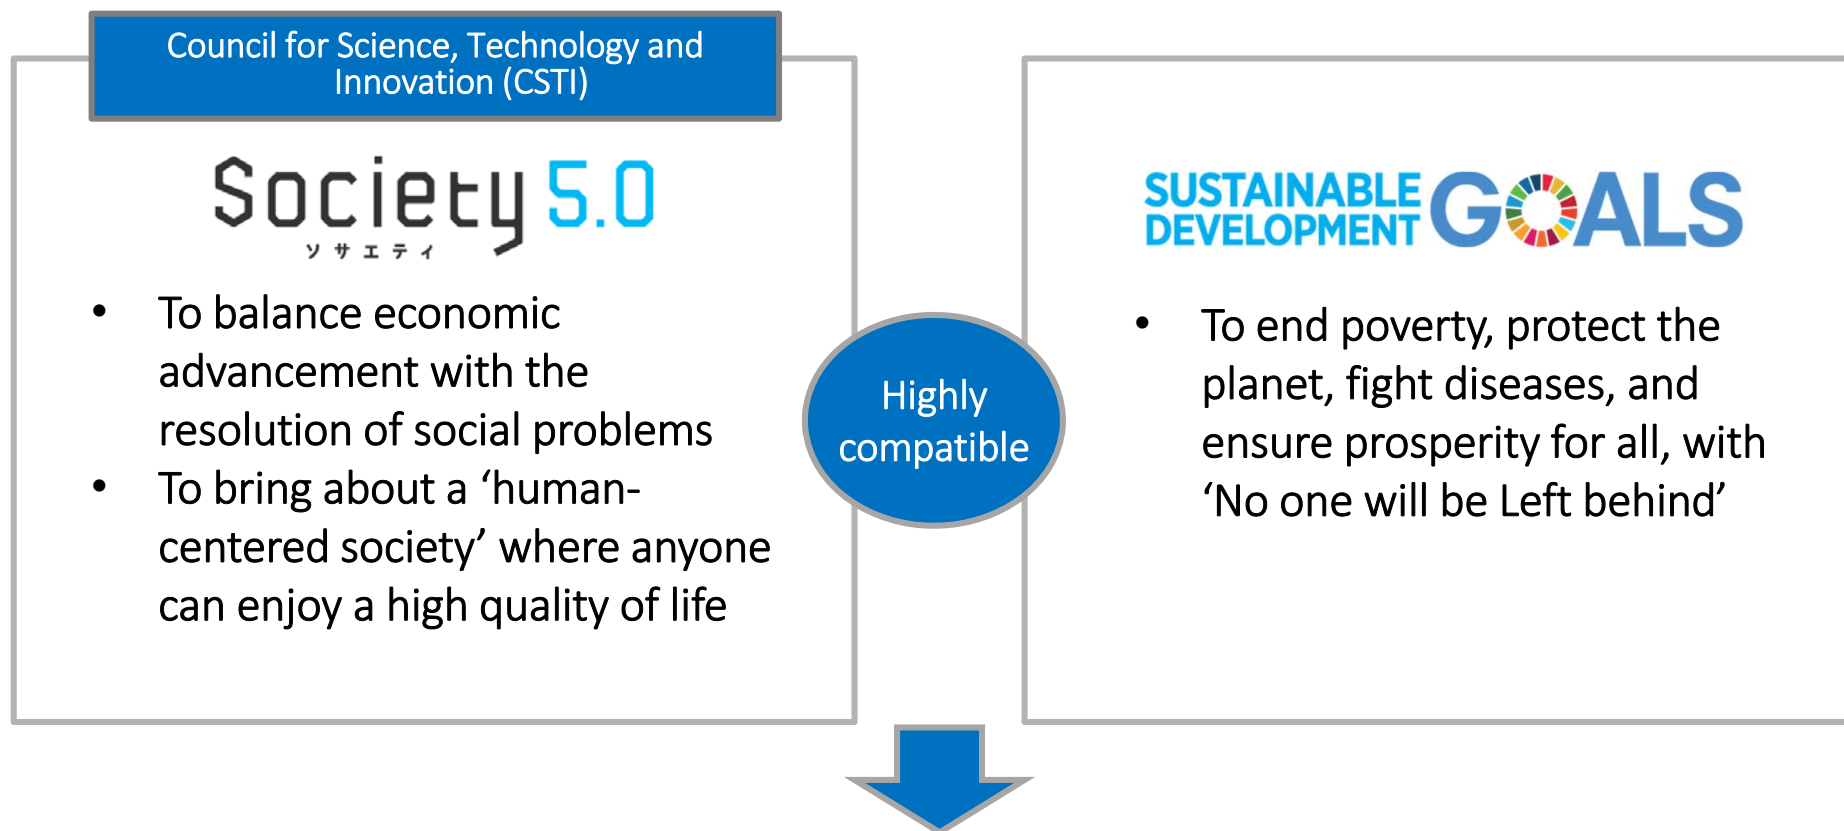 Council for Science, Technology and
Innovation (CSTI)
Society 5.0
ソサエティ
• To balance economic
advancement with the
resolution of social problems
• To bring about a ‘human-
centered society’ where anyone
can enjoy a high quality of life
Highly
compatible
SUSTAINABLE
DEVELOPMENT
GOALS
• To end poverty, protect the
planet, fight diseases, and
ensure prosperity for all, with
‘No one will be Left behind’